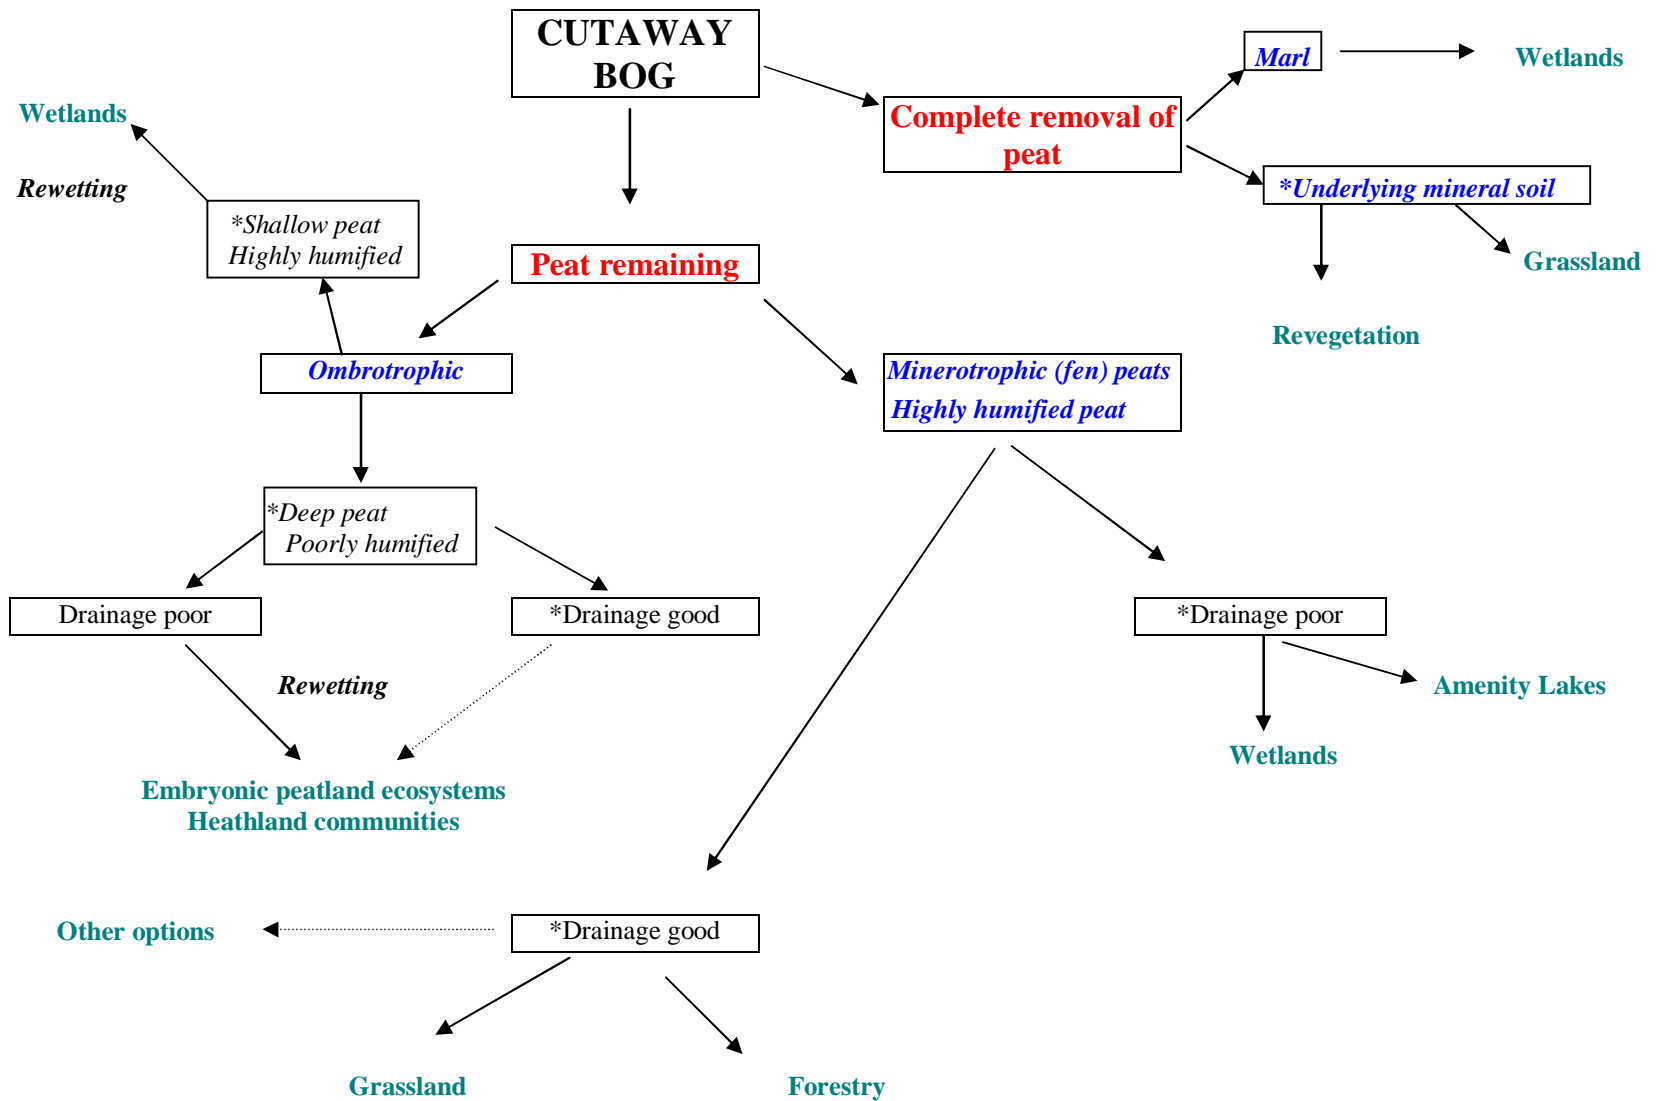 CUTAWAY
BOG
Marl
Wetlands
Complete removal of
peat
Wetlands
Rewetting
*Underlying mineral soil
*Shallow peat
Highly humified
Peat remaining
Grassland
Revegetation
Ombrotrophic
Minerotrophic (fen) peats
Highly humified peat
*Deep peat
Poorly humified
Drainage poor
*Drainage good
*Drainage poor
Rewetting
Amenity Lakes
Wetlands
Embryonic peatland ecosystems
Heathland communities
Other options
*Drainage good
Grassland
Forestry